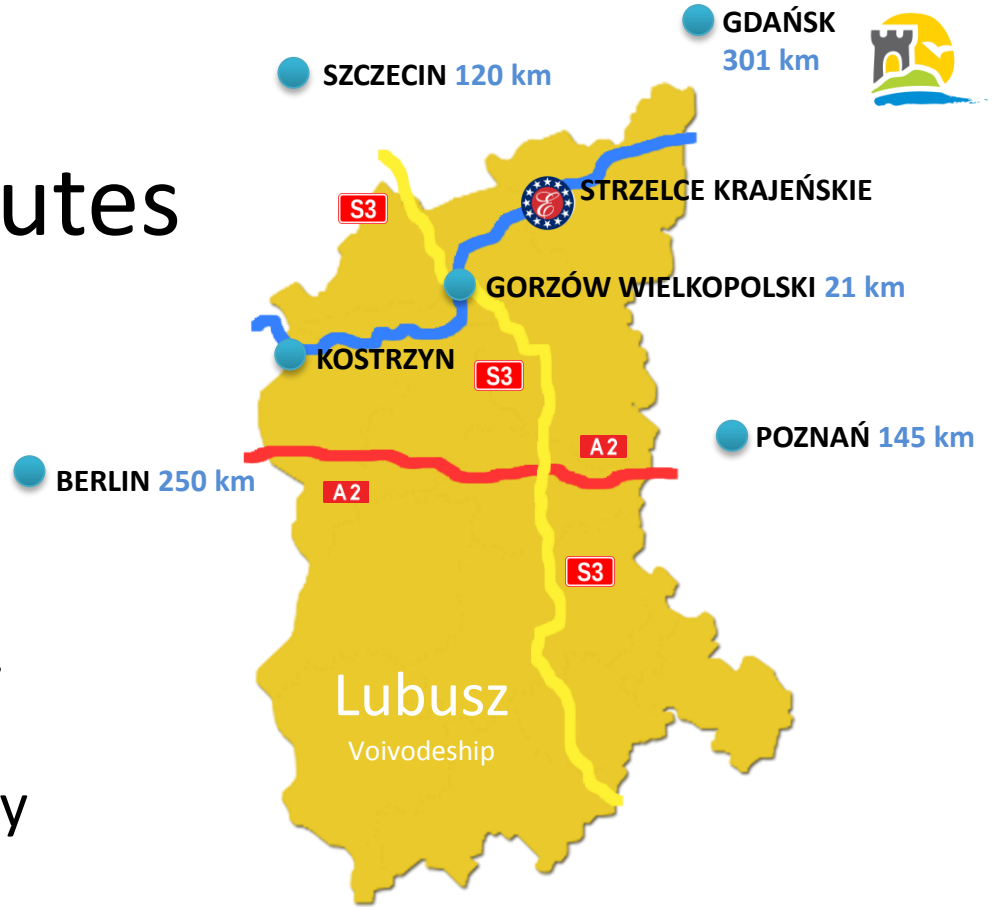 GDAŃSK
301 km
SZCZECIN 120 km
utes
S3
STRZELCE KRAJEŃSKIE
E
GORZÓW WIELKOPOLSKI 21 km
KOSTRZYN
S3
POZNAŃ 145 km
A2
BERLIN 250 km
A2
S3
Lubusz
Voivodeship
y